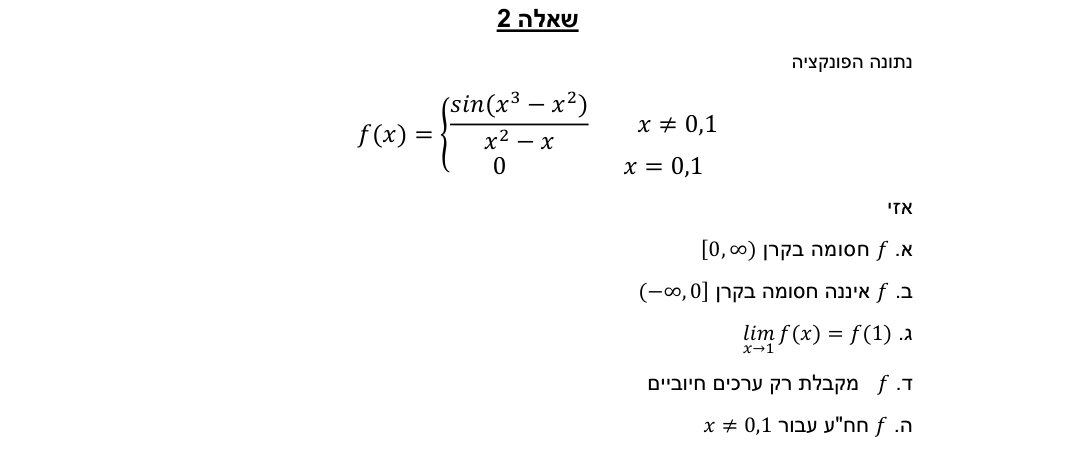 שאלה 2
נתונה הפונקציה
f(x) = { sin(x³ − x²) / (x² − x)   x ≠ 0,1
0   x = 0,1
אזי
א. f חסומה בקרן [0, ∞)
ב. f איננה חסומה בקרן (−∞, 0]
ג. lim x→1 f(x) = f(1)
ד. f מקבלת רק ערכים חיוביים
ה. f חח"ע עבור x ≠ 0,1